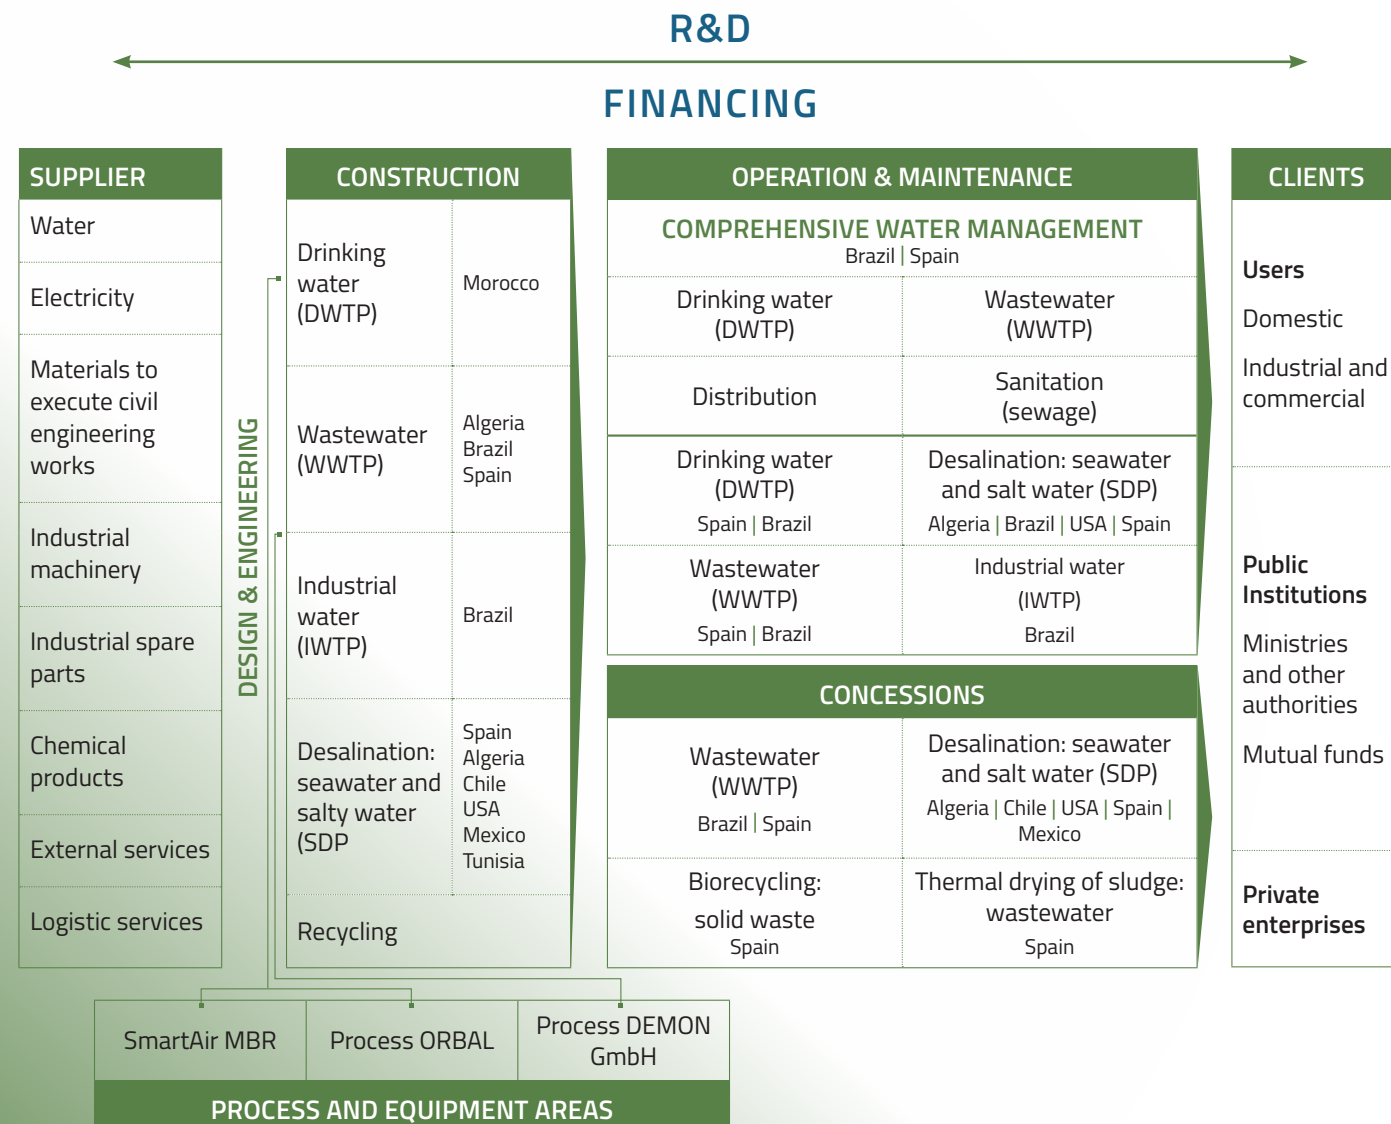 R&D
FINANCING
SUPPLIER
Water
Electricity
Materials to
execute civil
engineering
works
Industrial
machinery
Industrial spare
parts
Chemical
products
External services
Logistic services
DESIGN & ENGINEERING
CONSTRUCTION
Drinking
water
(DWTP)
Morocco
Wastewater
(WWTP)
Algeria
Brazil
Spain
Industrial
water
(IWTP)
Brazil
Desalination:
seawater and
salty water
(SDP
Spain
Algeria
Chile
USA
Mexico
Tunisia
Recycling
OPERATION & MAINTENANCE
COMPREHENSIVE WATER MANAGEMENT
Brazil | Spain
Drinking water
(DWTP)
Wastewater
(WWTP)
Distribution
Sanitation
(sewage)
Drinking water
(DWTP)
Spain | Brazil
Desalination: seawater
and salt water (SDP)
Algeria | Brazil | USA | Spain
Wastewater
(WWTP)
Spain | Brazil
Industrial water
(IWTP)
Brazil
CONCESSIONS
Wastewater
(WWTP)
Brazil | Spain
Desalination: seawater
and salt water (SDP)
Algeria | Chile | USA | Spain |
Mexico
Biorecycling:
solid waste
Spain
Thermal drying of sludge:
wastewater
Spain
CLIENTS
Users
Domestic
Industrial and
commercial
Public
Institutions
Ministries
and other
authorities
Mutual funds
Private
enterprises
SmartAir MBR
Process ORBAL
Process DEMON
GmbH
PROCESS AND EQUIPMENT AREAS